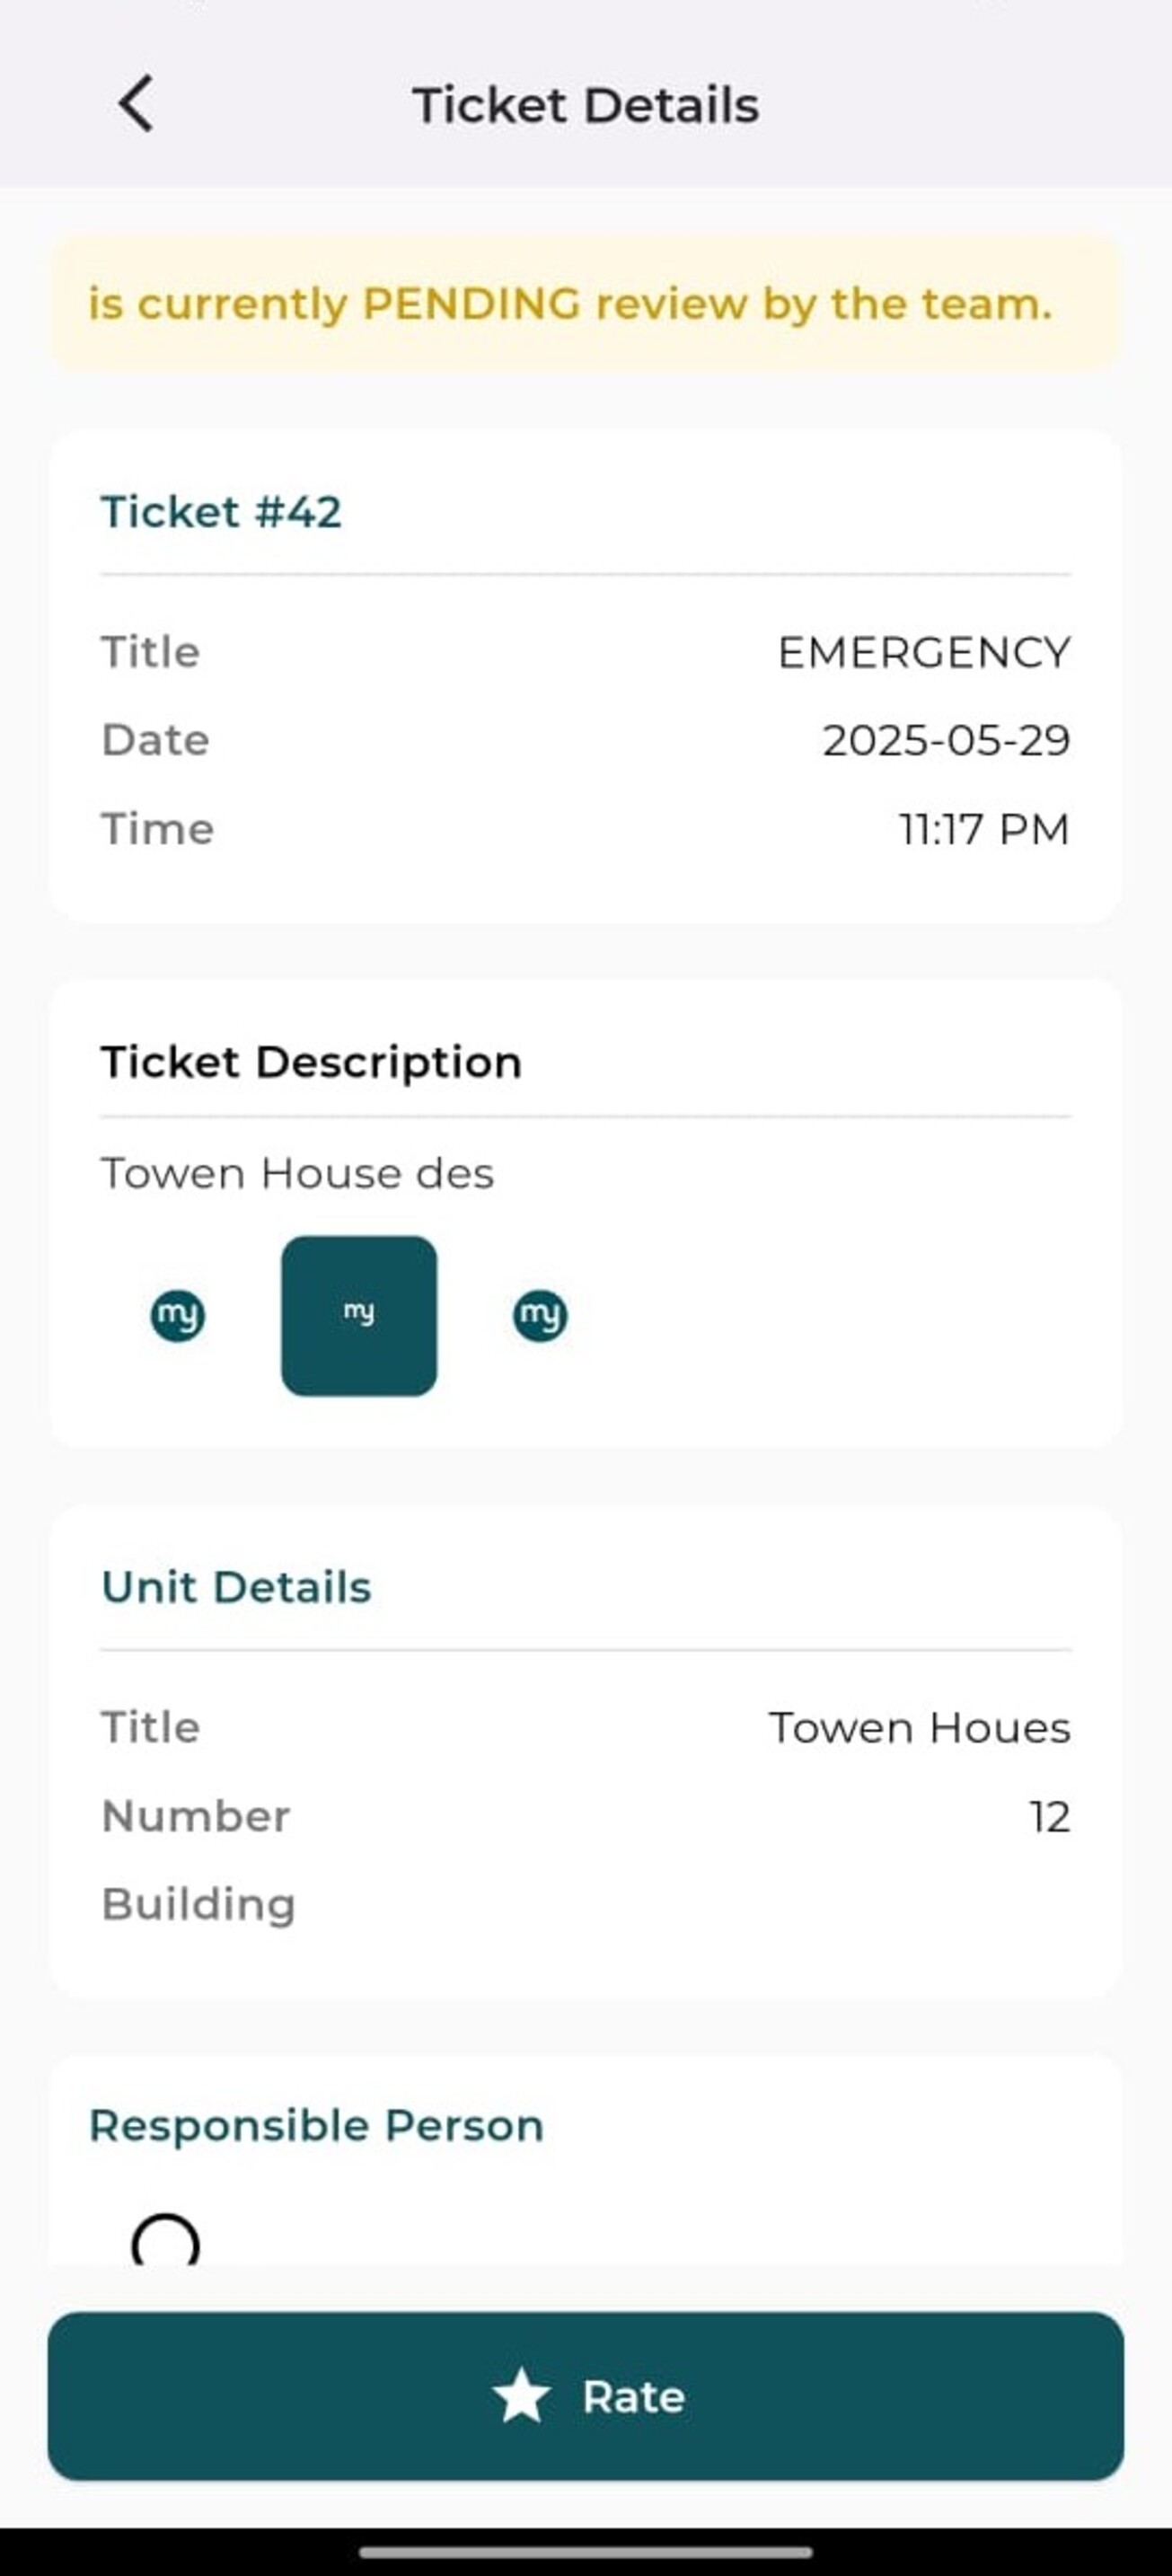 Ticket Details
is currently PENDING review by the team.
Ticket #42
Title EMERGENCY
Date 2025-05-29
Time 11:17 PM
Ticket Description
Towen House des
my my my
Unit Details
Title Towen Houes
Number 12
Building
Responsible Person
Rate